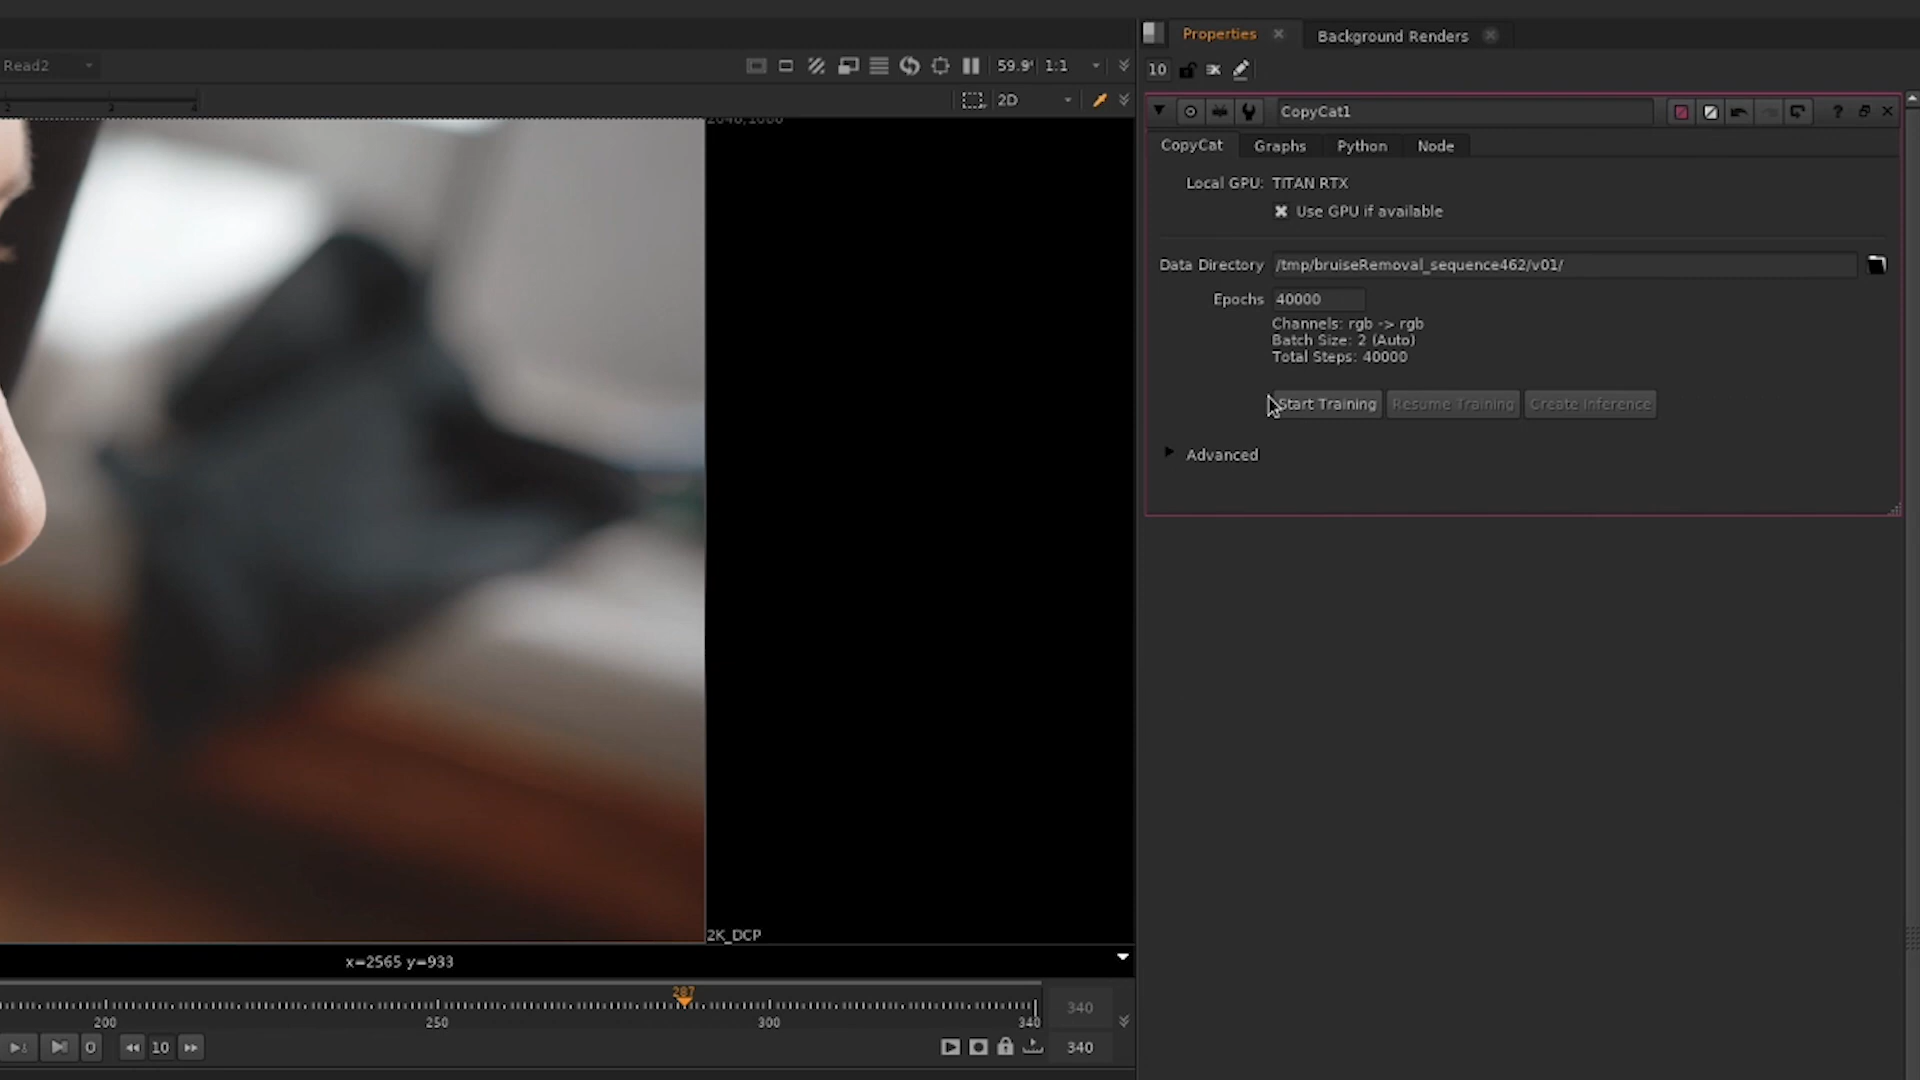 Properties
Background Renders
Read2
59.9
1:1
10
2D
CopyCat1
?
CopyCat
Graphs
Python
Node
Local GPU: TITAN RTX
Use GPU if available
Data Directory /tmp/bruiseRemoval_sequence462/v01/
Epochs 40000
Channels: rgb -> rgb
Batch Size: 2 (Auto)
Total Steps: 40000
Start Training
Resume Training
Create Inference
Advanced
2K_DCP
x=2565 y=933
287
340
200
250
300
340
10
340